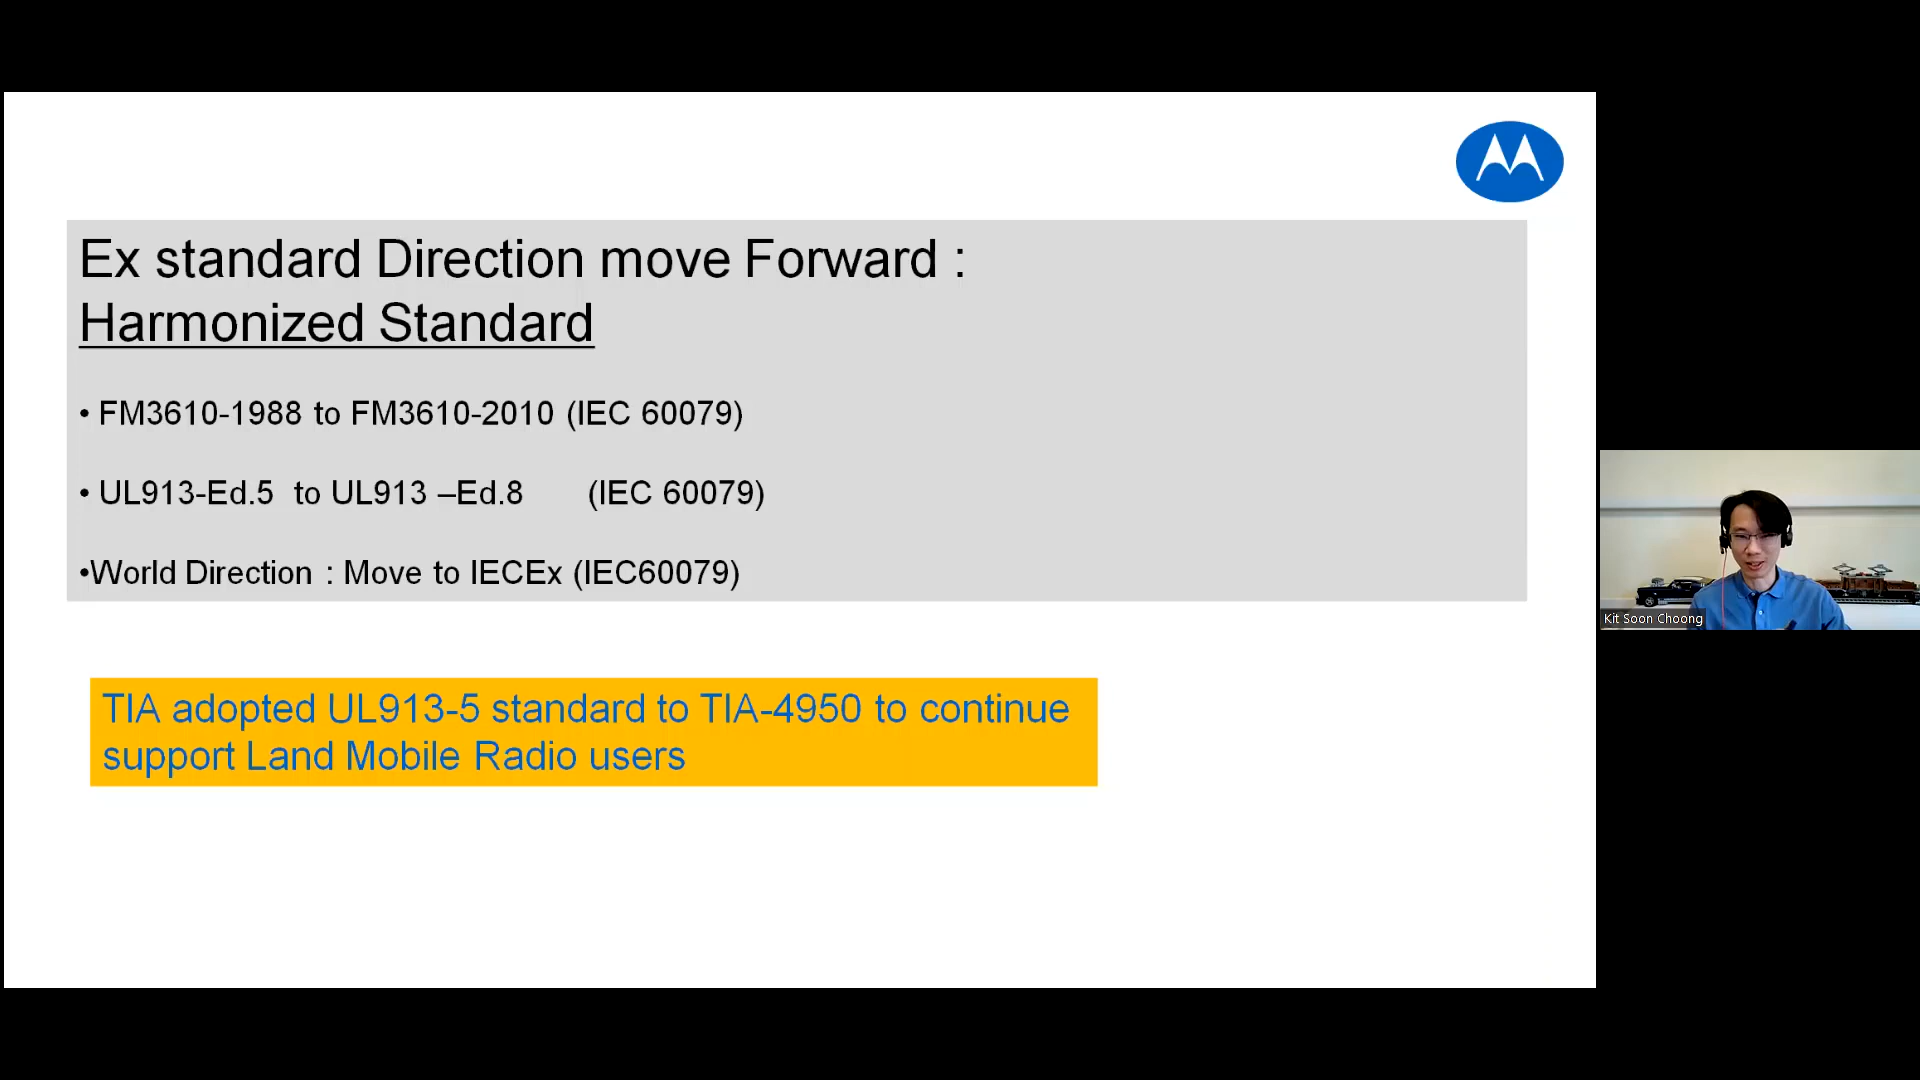 Ex standard Direction move Forward :
Harmonized Standard
• FM3610-1988 to FM3610-2010 (IEC 60079)
• UL913-Ed.5 to UL913 –Ed.8 (IEC 60079)
•World Direction : Move to IECEx (IEC60079)
TIA adopted UL913-5 standard to TIA-4950 to continue
support Land Mobile Radio users
Kit Soon Choong